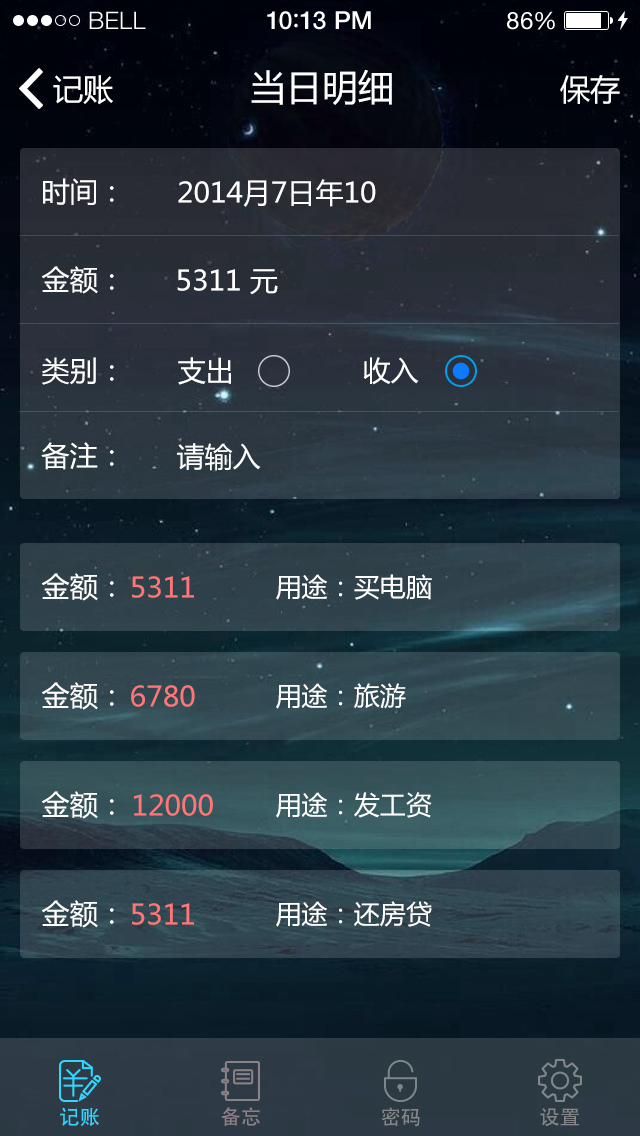 BELL 10:13 PM 86%
记账 当日明细 保存
时间： 2014月7日年10
金额： 5311 元
类别： 支出 收入
备注： 请输入
金额：5311 用途：买电脑
金额：6780 用途：旅游
金额：12000 用途：发工资
金额：5311 用途：还房贷
记账 备忘 密码 设置